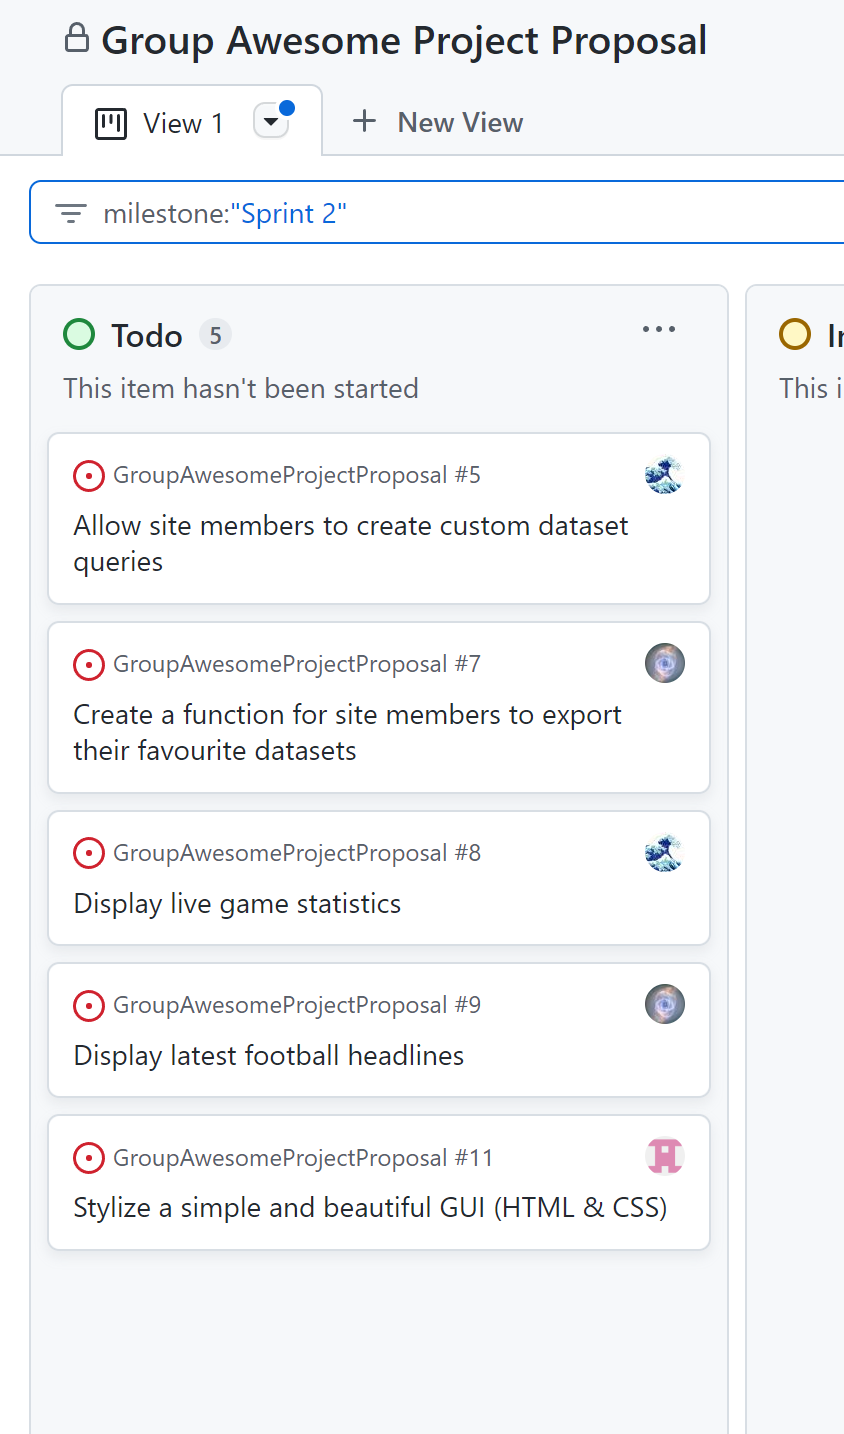 Group Awesome Project Proposal
View 1
New View
milestone:"Sprint 2"
Todo 5
This item hasn't been started
GroupAwesomeProjectProposal #5
Allow site members to create custom dataset
queries
GroupAwesomeProjectProposal #7
Create a function for site members to export
their favourite datasets
GroupAwesomeProjectProposal #8
Display live game statistics
GroupAwesomeProjectProposal #9
Display latest football headlines
GroupAwesomeProjectProposal #11
Stylize a simple and beautiful GUI (HTML & CSS)
This i